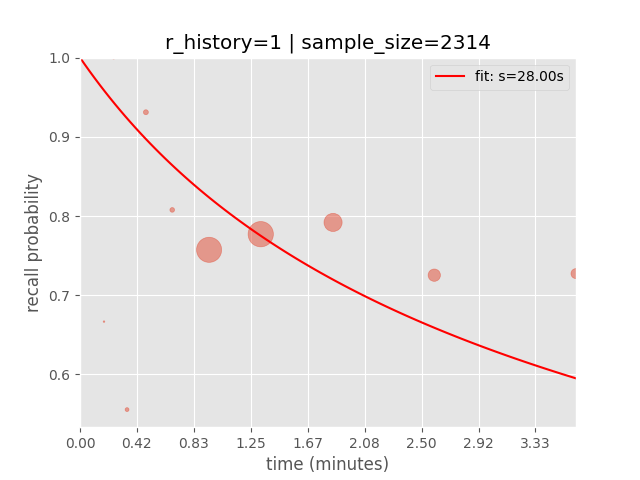 r_history=1 | sample_size=2314
fit: s=28.00s
recall probability
1.0
0.9
0.8
0.7
0.6
0.00 0.42 0.83 1.25 1.67 2.08 2.50 2.92 3.33
time (minutes)